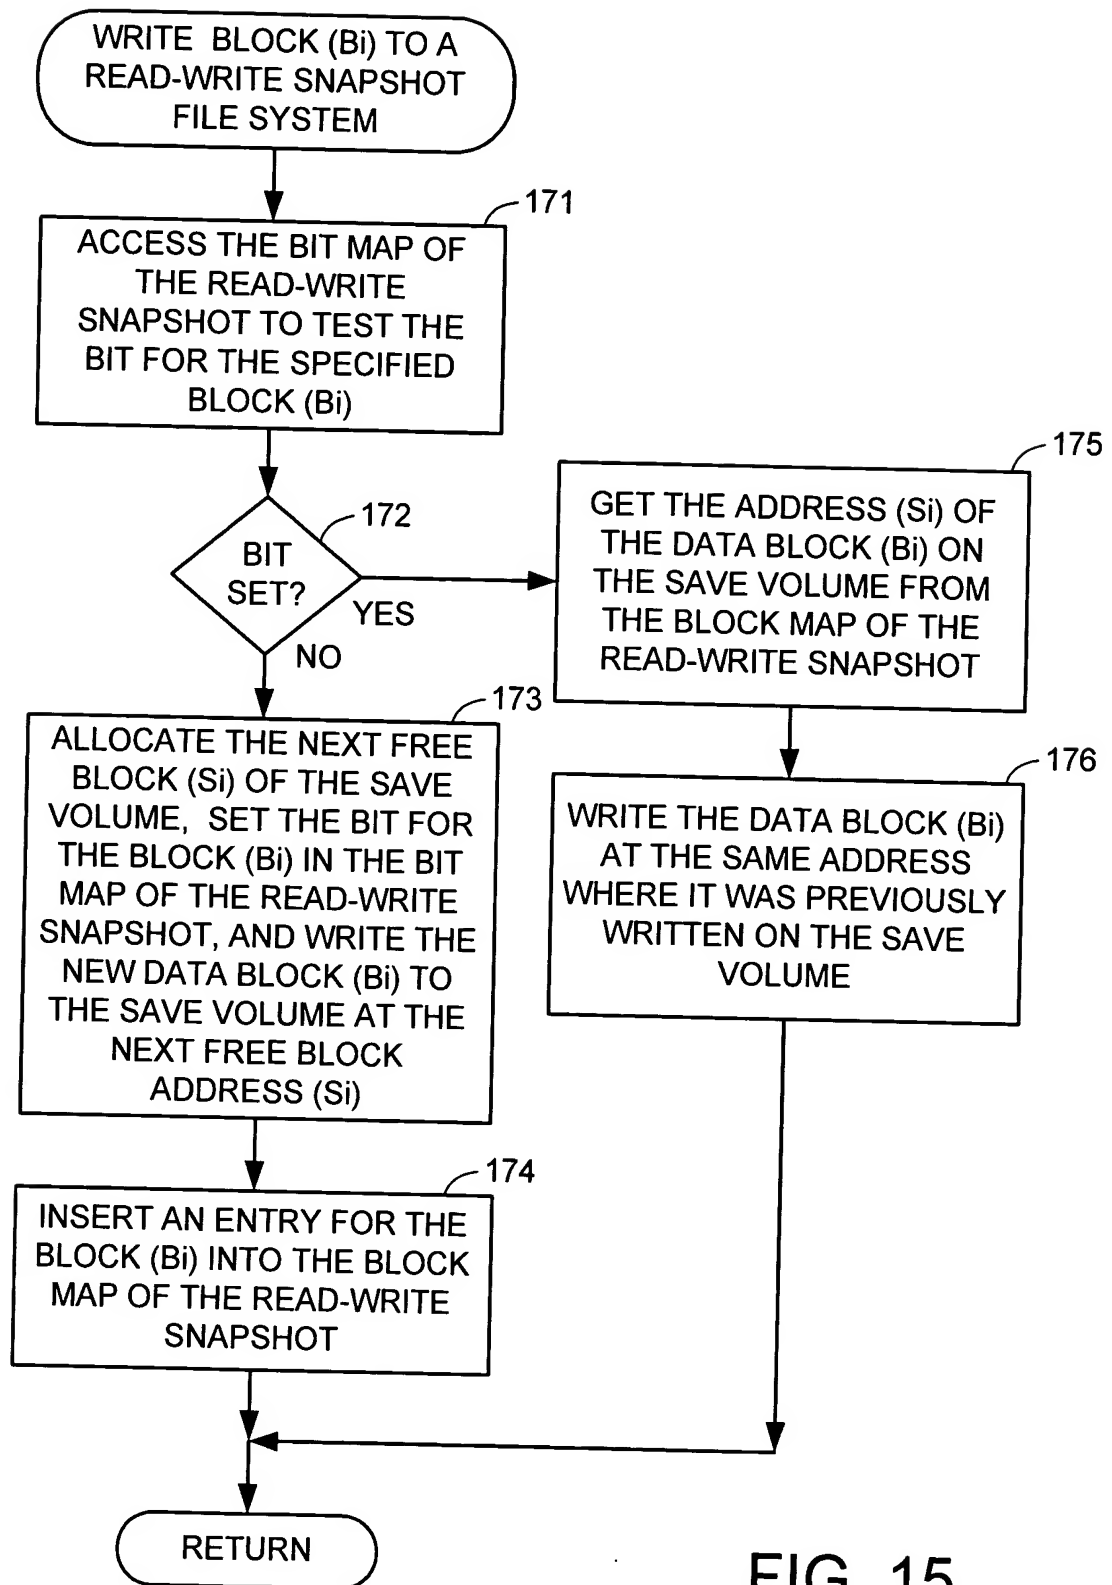 WRITE BLOCK (Bi) TO A
READ-WRITE SNAPSHOT
FILE SYSTEM
171
ACCESS THE BIT MAP OF
THE READ-WRITE
SNAPSHOT TO TEST THE
BIT FOR THE SPECIFIED
BLOCK (Bi)
172
BIT
SET?
YES
NO
173
ALLOCATE THE NEXT FREE
BLOCK (Si) OF THE SAVE
VOLUME, SET THE BIT FOR
THE BLOCK (Bi) IN THE BIT
MAP OF THE READ-WRITE
SNAPSHOT, AND WRITE THE
NEW DATA BLOCK (Bi) TO
THE SAVE VOLUME AT THE
NEXT FREE BLOCK
ADDRESS (Si)
174
INSERT AN ENTRY FOR THE
BLOCK (Bi) INTO THE BLOCK
MAP OF THE READ-WRITE
SNAPSHOT
175
GET THE ADDRESS (Si) OF
THE DATA BLOCK (Bi) ON
THE SAVE VOLUME FROM
THE BLOCK MAP OF THE
READ-WRITE SNAPSHOT
176
WRITE THE DATA BLOCK (Bi)
AT THE SAME ADDRESS
WHERE IT WAS PREVIOUSLY
WRITTEN ON THE SAVE
VOLUME
RETURN
FIG. 15